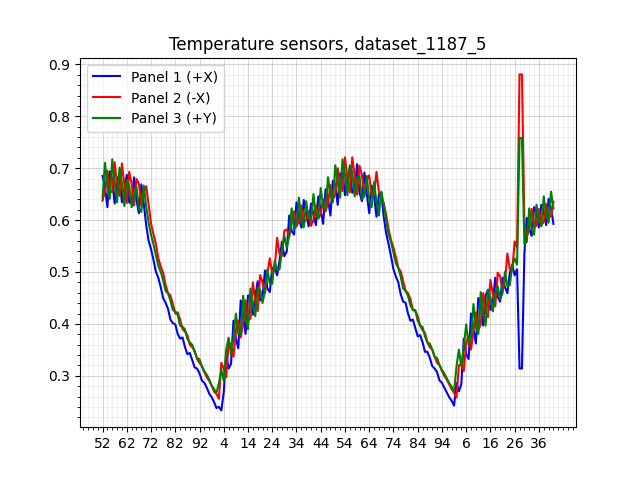 Temperature sensors, dataset_1187_5
Panel 1 (+X)
Panel 2 (-X)
Panel 3 (+Y)
0.9
0.8
0.7
0.6
0.5
0.4
0.3
52 62 72 82 92 4 14 24 34 44 54 64 74 84 94 6 16 26 36